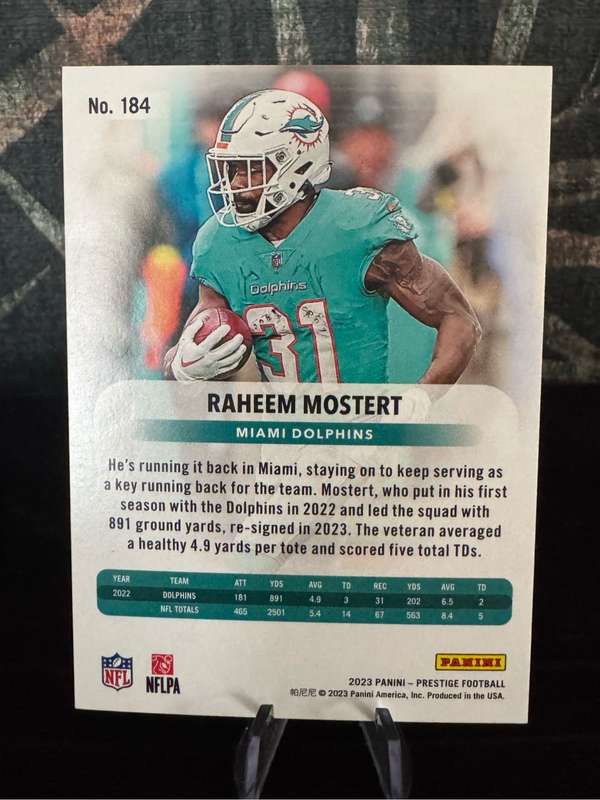 No. 184
Dolphins
31
31
RAHEEM MOSTERT
MIAMI DOLPHINS
He's running it back in Miami, staying on to keep serving as
a key running back for the team. Mostert, who put in his first
season with the Dolphins in 2022 and led the squad with
891 ground yards, re-signed in 2023. The veteran averaged
a healthy 4.9 yards per tote and scored five total TDs.
YEAR TEAM ATT YDS AVG TD REC YDS AVG TD
2022 DOLPHINS 181 891 4.9 3 31 202 6.5 2
NFL TOTALS 465 2501 5.4 14 67 563 8.4 5
NFL
NFLPA
PANINI
2023 PANINI – PRESTIGE FOOTBALL
帕尼尼 © 2023 Panini America, Inc. Produced in the USA.